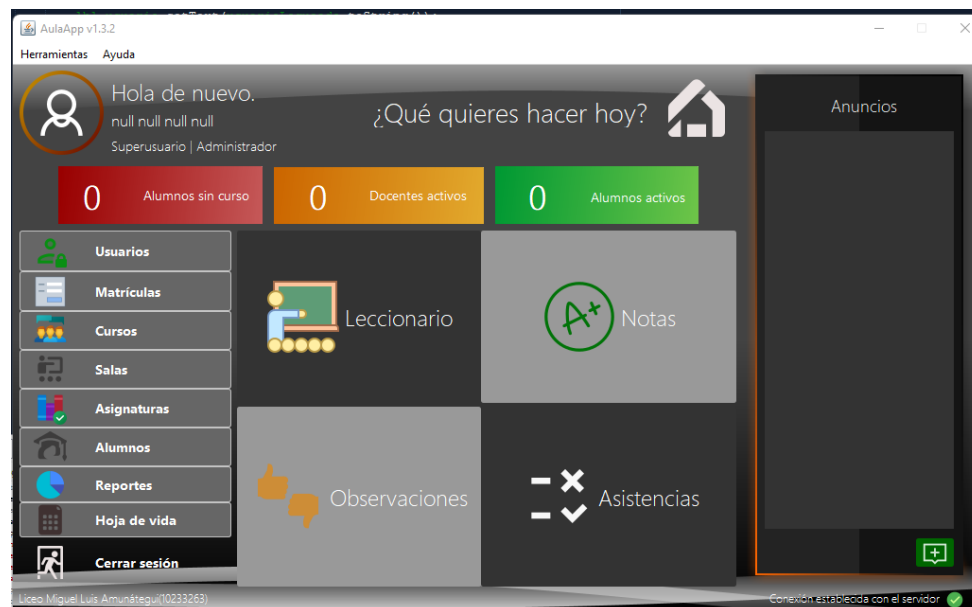 AulaApp v1.3.2
Herramientas Ayuda
Hola de nuevo.
null null null null
Superusuario | Administrador
¿Qué quieres hacer hoy?
Anuncios
0 Alumnos sin curso
0 Docentes activos
0 Alumnos activos
Usuarios
Matrículas
Cursos
Salas
Asignaturas
Alumnos
Reportes
Hoja de vida
Cerrar sesión
Leccionario
A+ Notas
Observaciones
Asistencias
Liceo Miguel Luis Amunátegui(10233263)
Conexión establecida con el servidor